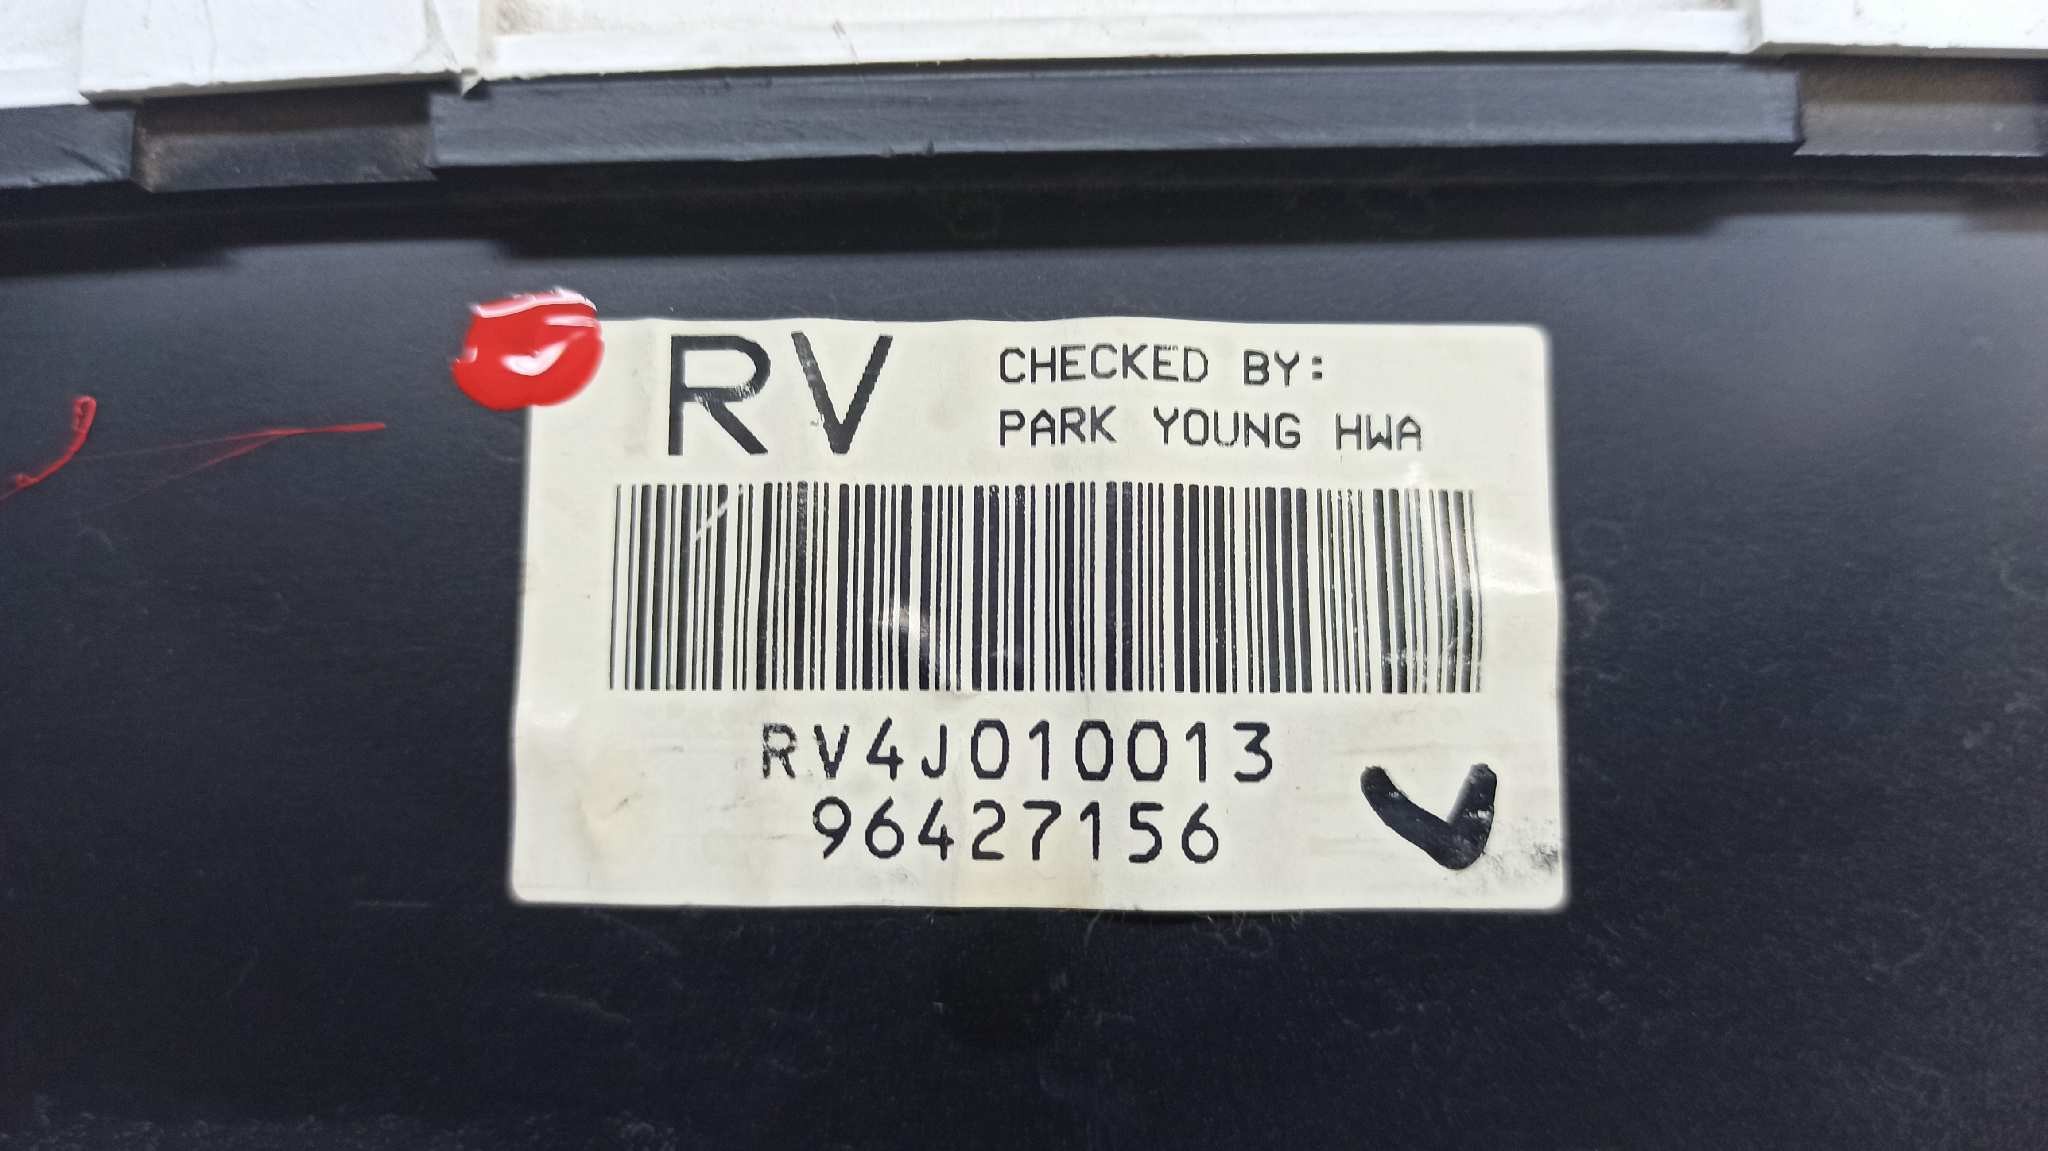 RV
CHECKED BY:
PARK YOUNG HWA
RV4J010013
96427156